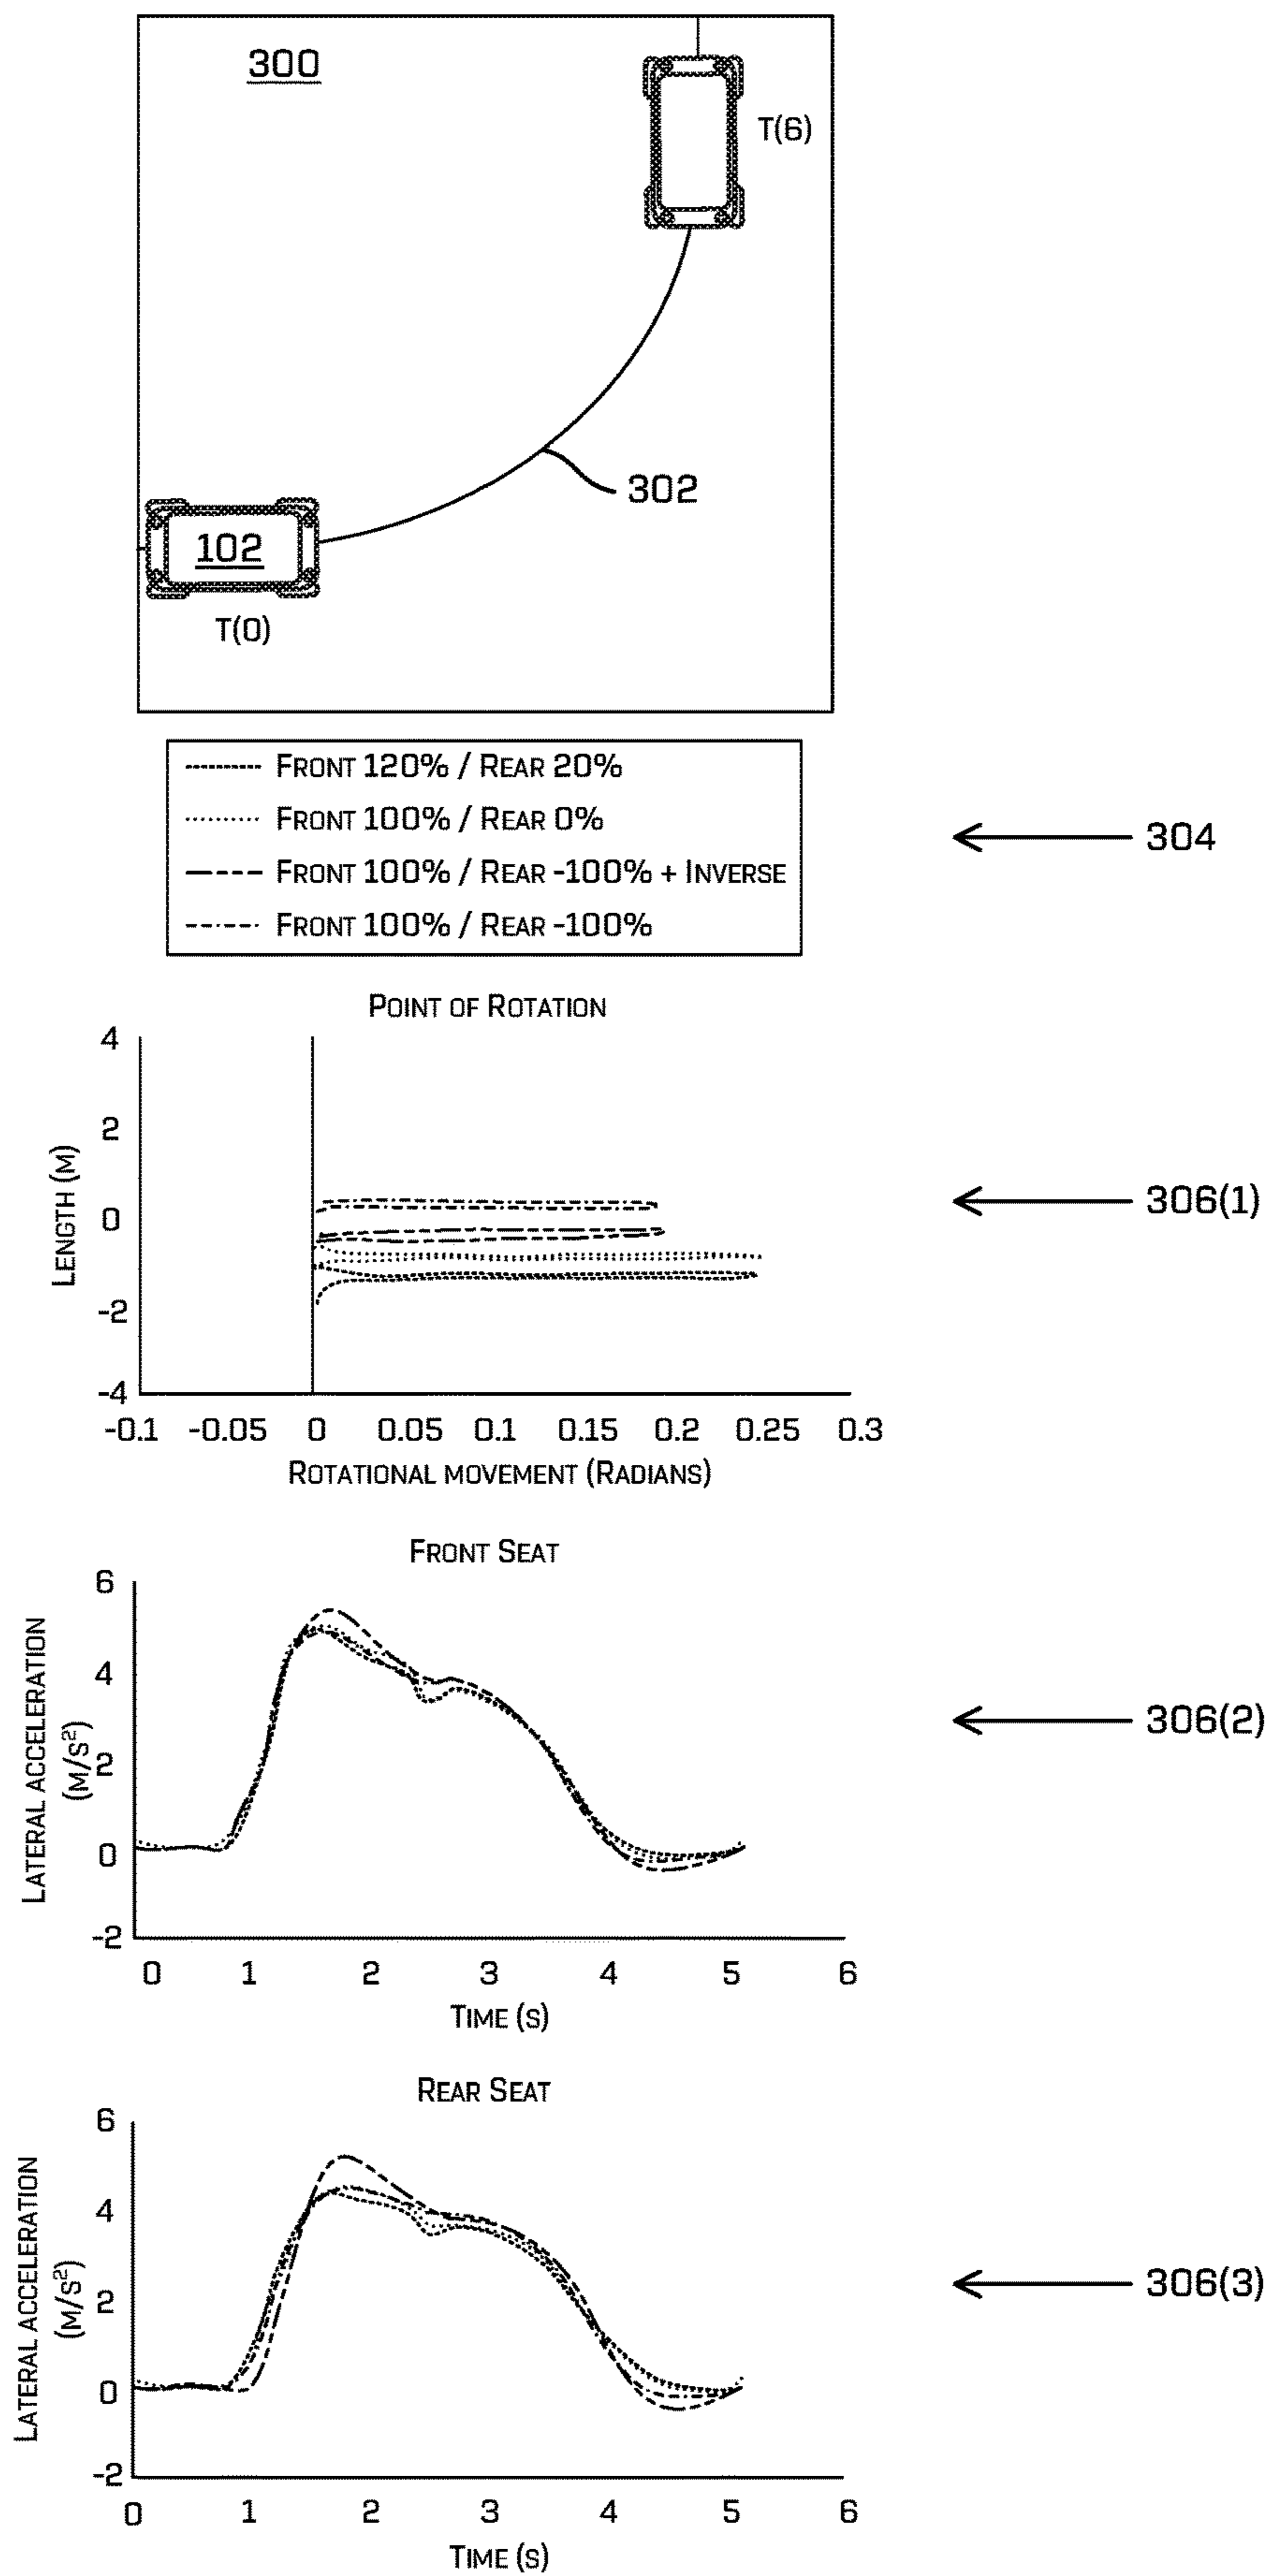 300
T(6)
302
102
T(0)
FRONT 120% / REAR 20%
FRONT 100% / REAR 0%
FRONT 100% / REAR -100% + INVERSE
FRONT 100% / REAR -100%
304
POINT OF ROTATION
4
2
0
-2
-4
LENGTH (M)
-0.1 -0.05 0 0.05 0.1 0.15 0.2 0.25 0.3
ROTATIONAL MOVEMENT (RADIANS)
306(1)
FRONT SEAT
6
4
2
0
-2
LATERAL ACCELERATION
(M/S²)
0 1 2 3 4 5 6
TIME (S)
306(2)
REAR SEAT
6
4
2
0
-2
LATERAL ACCELERATION
(M/S²)
0 1 2 3 4 5 6
TIME (S)
306(3)